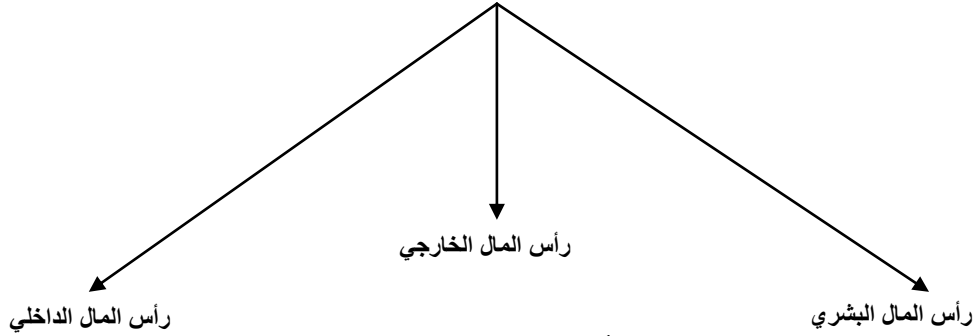 رأس المال الخارجي
رأس المال البشري
رأس المال الداخلي